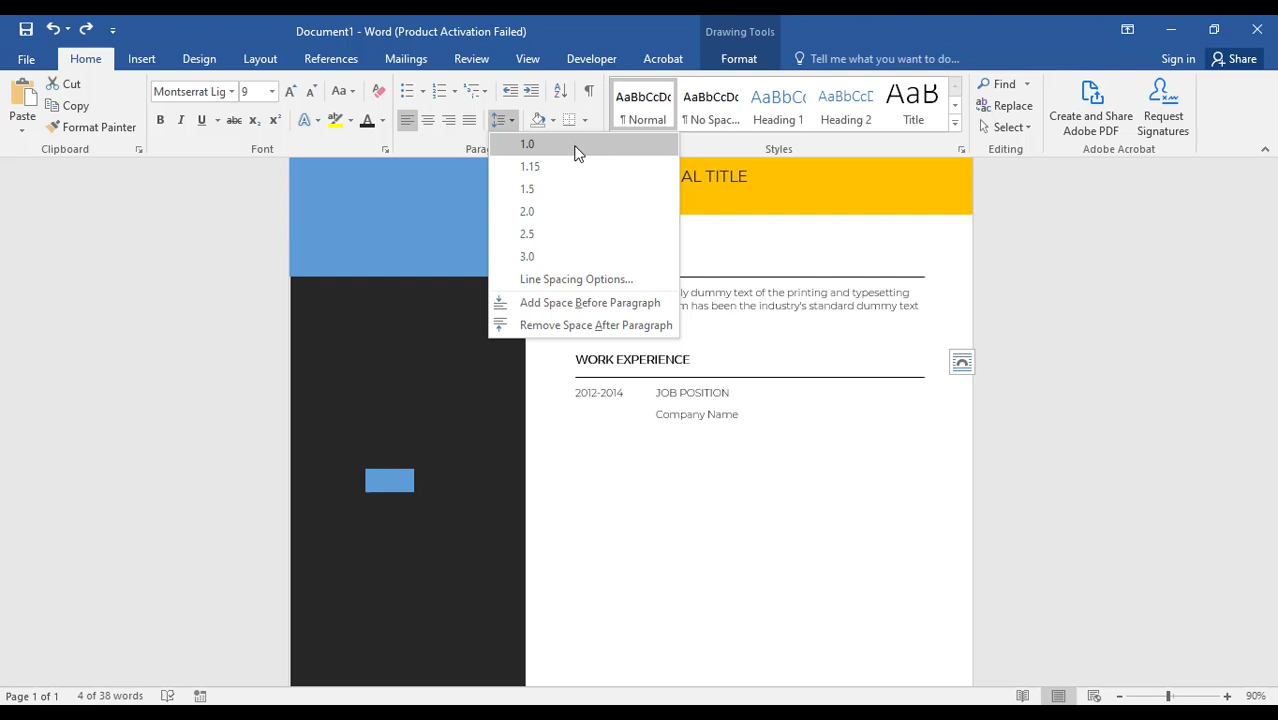 Document1 - Word (Product Activation Failed)
Drawing Tools
File Home Insert Design Layout References Mailings Review View Developer Acrobat Format Tell me what you want to do... Sign in Share
Paste
Cut
Copy
Format Painter
Clipboard
Montserrat Lig 9
Font
Parag
AaBbCcDc AaBbCcDc AaBbCc AaBbCcD AaB
¶ Normal ¶ No Spac... Heading 1 Heading 2 Title
Styles
Find
Replace
Select
Editing
Create and Share
Adobe PDF
Request
Signatures
Adobe Acrobat
1.0
1.15
1.5
2.0
2.5
3.0
Line Spacing Options...
Add Space Before Paragraph
Remove Space After Paragraph
AL TITLE
ly dummy text of the printing and typesetting
m has been the industry's standard dummy text
WORK EXPERIENCE
2012-2014 JOB POSITION
Company Name
Page 1 of 1 4 of 38 words 90%